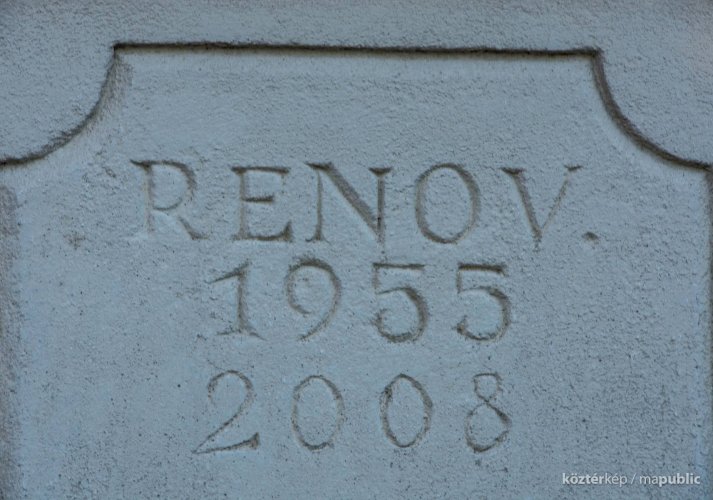 RENOV.
1955
2008
köztérkép / mapublic